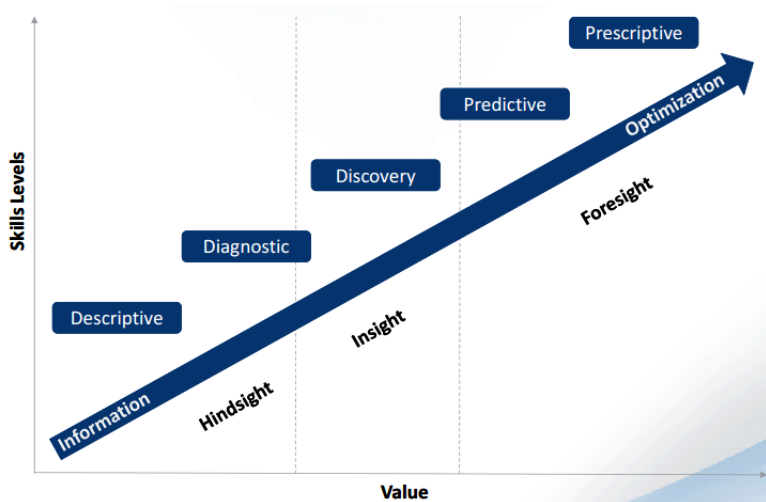 Prescriptive
Predictive
Optimization
Discovery
Foresight
Skills Levels
Diagnostic
Descriptive
Insight
Hindsight
Information
Value